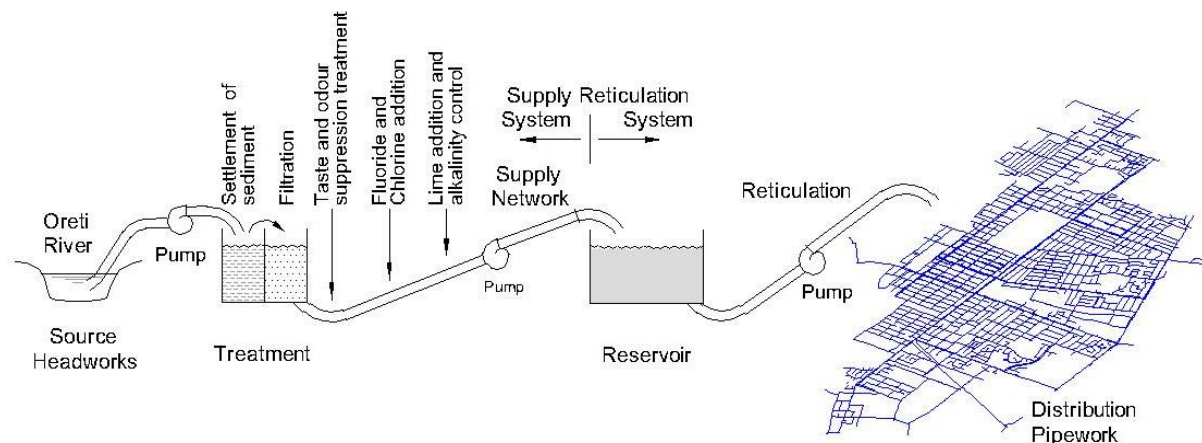 Oreti
River
Pump
Source
Headworks
Settlement of
sediment
Filtration
Taste and odour
suppression treatment
Fluoride and
Chlorine addition
Lime addition and
alkalinity control
Treatment
Supply
Network
Pump
Supply Reticulation
System System
Reservoir
Reticulation
Pump
Distribution
Pipework